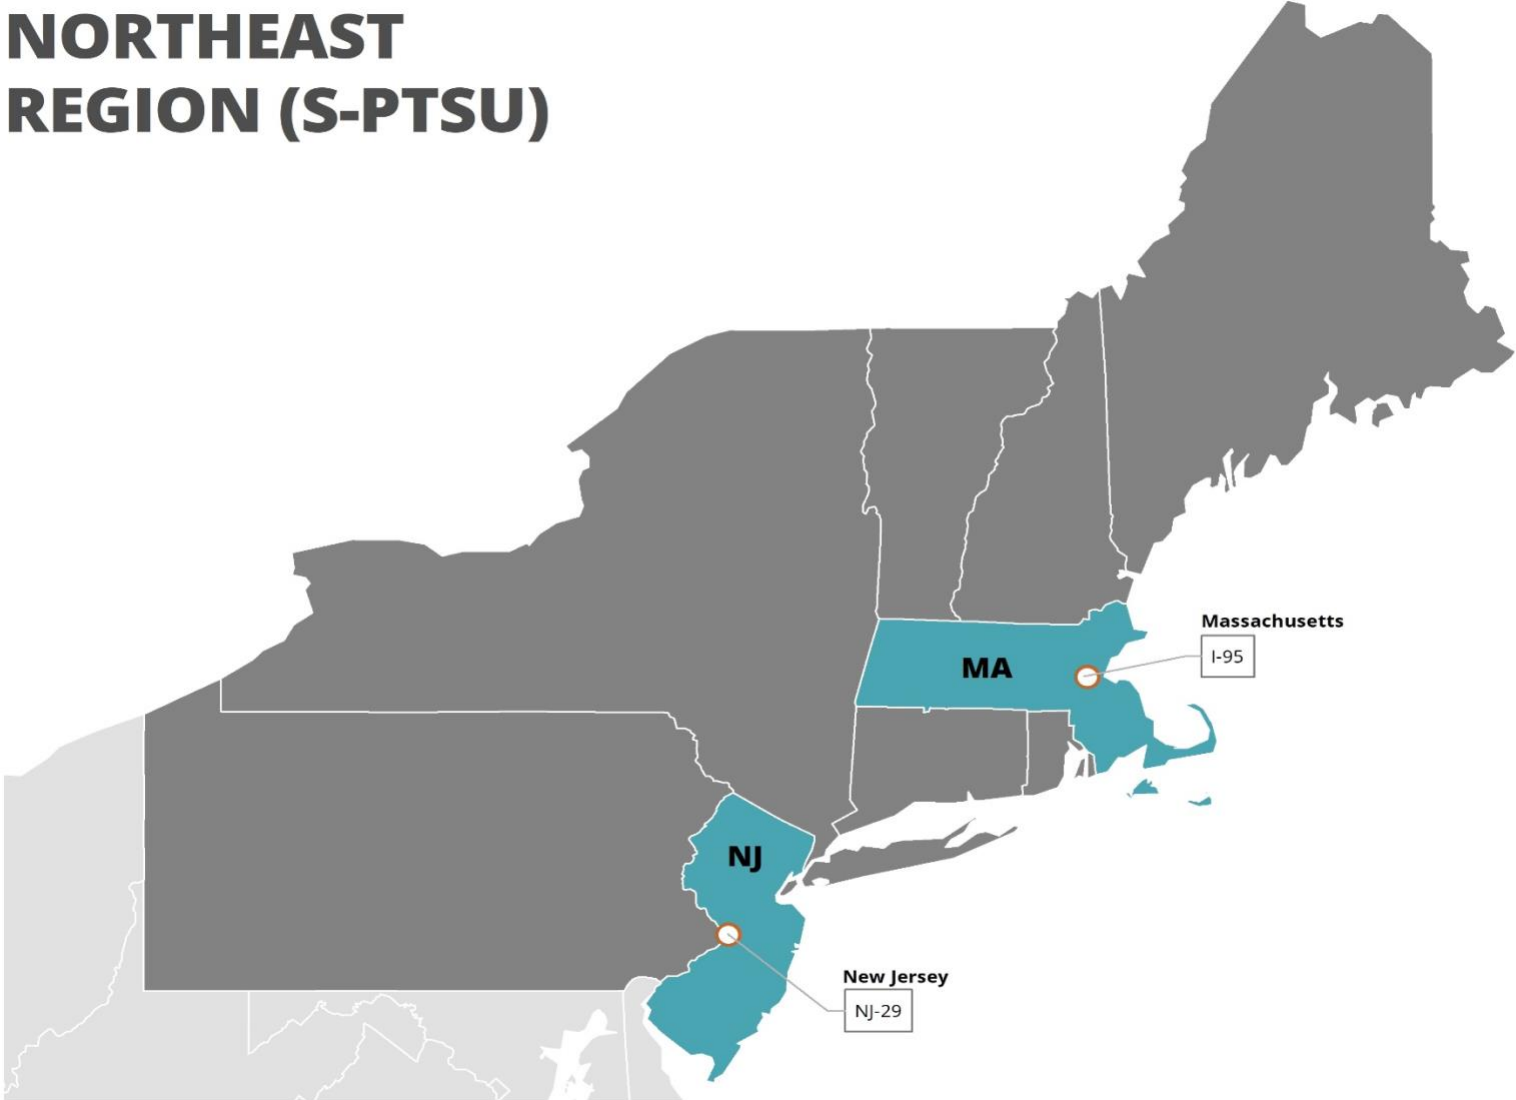 NORTHEAST
REGION (S-PTSU)
MA
Massachusetts
I-95
NJ
New Jersey
NJ-29